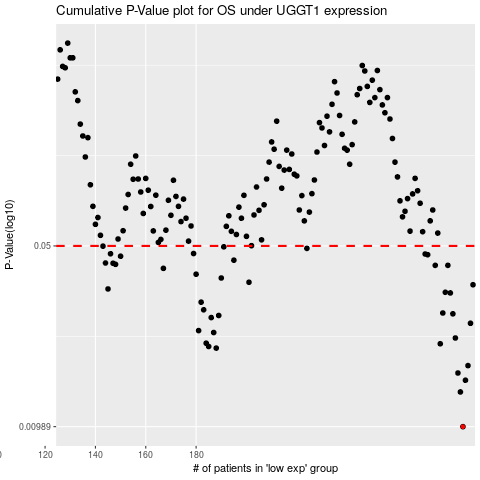 Cumulative P-Value plot for OS under UGGT1 expression
P-Value(log10)
0.05
0.00989
0
120
140
160
180
# of patients in 'low exp' group